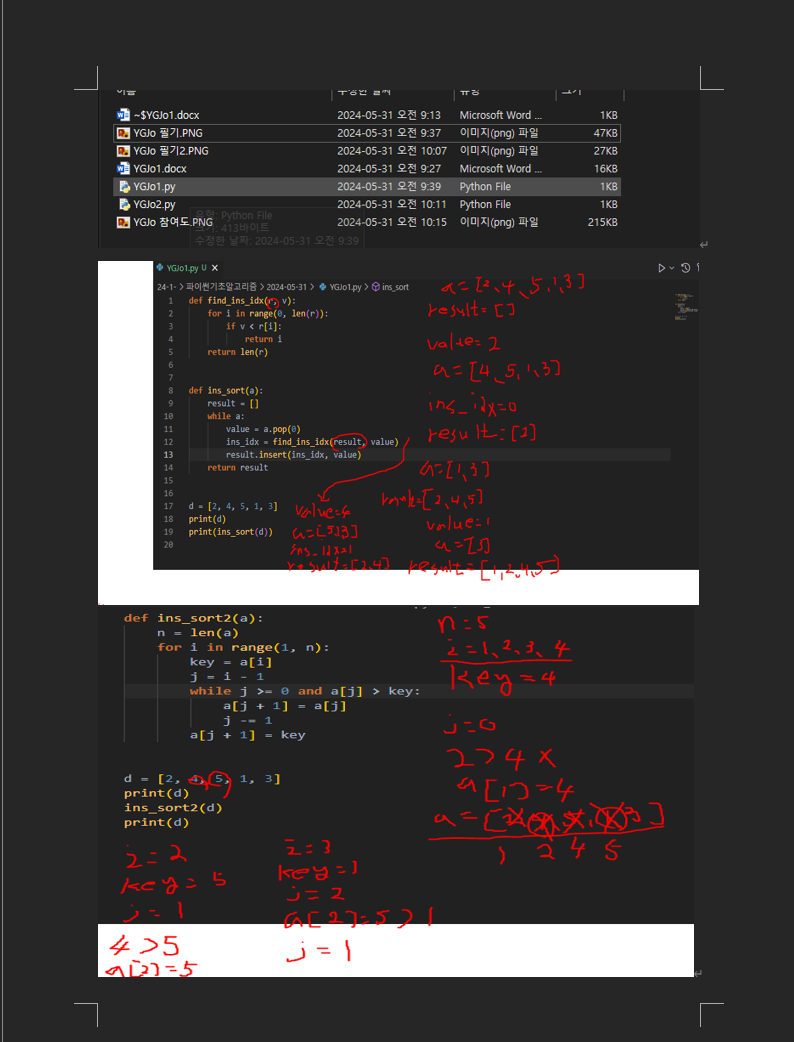 이름 수정한 날짜 유형 크기
~$YGJo1.docx 2024-05-31 오전 9:13 Microsoft Word ... 1KB
YGJo 필기.PNG 2024-05-31 오전 9:37 이미지(png) 파일 47KB
YGJo 필기2.PNG 2024-05-31 오전 10:07 이미지(png) 파일 27KB
YGJo1.docx 2024-05-31 오전 9:27 Microsoft Word ... 16KB
YGJo1.py 2024-05-31 오전 9:39 Python File 1KB
YGJo2.py 2024-05-31 오전 10:11 Python File 1KB
YGJo 참여도.PNG 2024-05-31 오전 10:15 이미지(png) 파일 215KB
유형: Python File
크기: 413바이트
수정한 날짜: 2024-05-31 오전 9:39
YGJo1.py U X
24-1- > 파이썬기초알고리즘 > 2024-05-31 > YGJo1.py > ins_sort
1 def find_ins_idx(r, v):
2 for i in range(0, len(r)):
3 if v < r[i]:
4 return i
5 return len(r)
6
7
8 def ins_sort(a):
9 result = []
10 while a:
11 value = a.pop(0)
12 ins_idx = find_ins_idx(result, value)
13 result.insert(ins_idx, value)
14 return result
15
16
17 d = [2, 4, 5, 1, 3]
18 print(d)
19 print(ins_sort(d))
20
a=[2,4,5,1,3]
result=[]
value=2
a=[4,5,1,3]
ins_idx=0
result=[2]
a=[1,3]
result=[2,4,5]
value=1
a=[3]
result=[1,2,4,5]
value=4
a=[5,1,3]
ins_idx=1
result=[2,4]
def ins_sort2(a):
n = len(a)
for i in range(1, n):
key = a[i]
j = i - 1
while j >= 0 and a[j] > key:
a[j + 1] = a[j]
j -= 1
a[j + 1] = key
d = [2, 4, 5, 1, 3]
print(d)
ins_sort2(d)
print(d)
n=5
i=1,2,3,4
key=4
j=0
2>4 x
a[1]=4
1 2 4 5
i=2
key=5
j=1
4>5
a[2]=5
i=3
key=1
j=2
a[2]=5>1
j=1